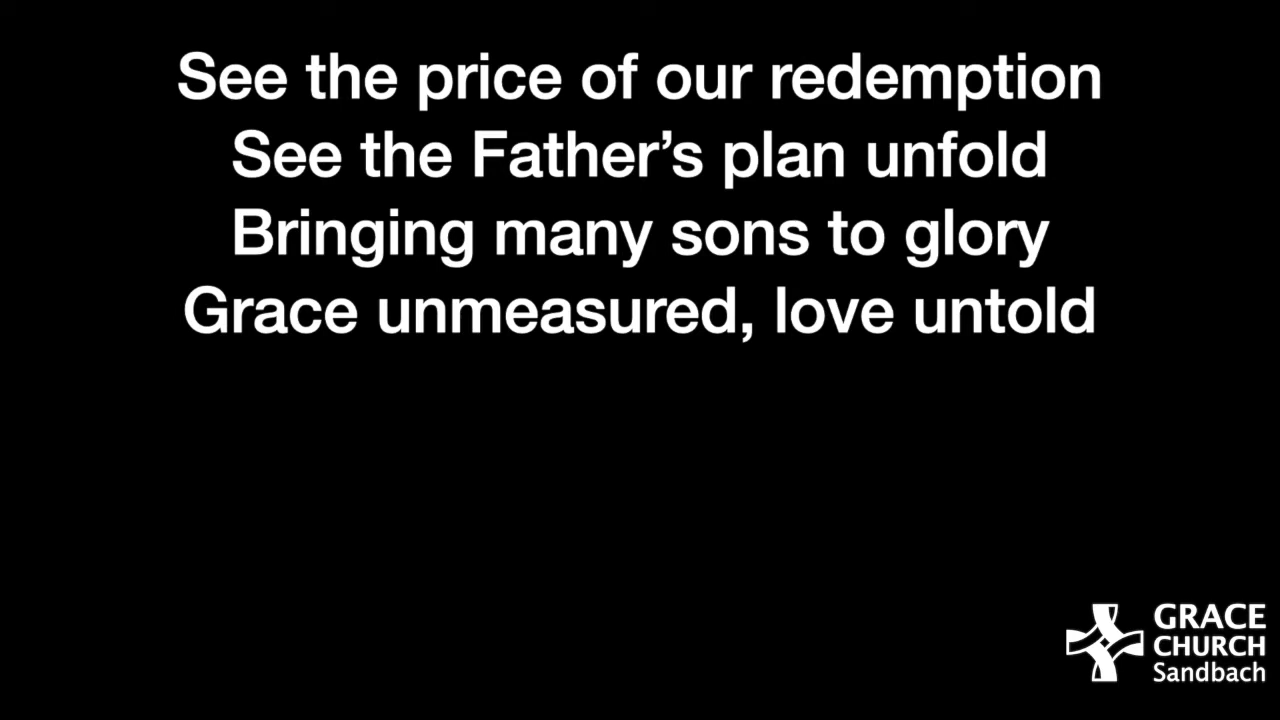 See the price of our redemption
See the Father’s plan unfold
Bringing many sons to glory
Grace unmeasured, love untold
GRACE
CHURCH
Sandbach